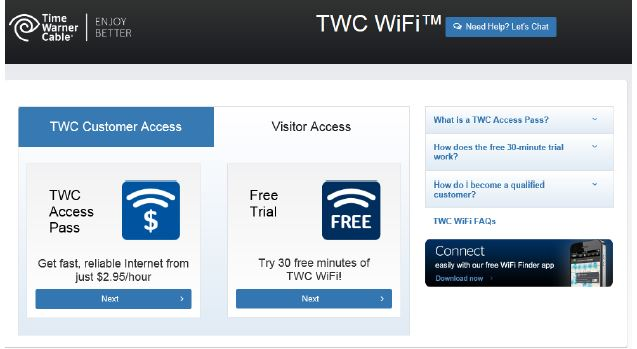 Time
Warner
Cable®
ENJOY
BETTER
TWC WiFi™
Need Help? Let's Chat
TWC Customer Access
Visitor Access
TWC
Access
Pass
$
Get fast, reliable Internet from
just $2.95/hour
Next
Free
Trial
FREE
Try 30 free minutes of
TWC WiFi!
Next
What is a TWC Access Pass?
How does the free 30-minute trial
work?
How do i become a qualified
customer?
TWC WiFi FAQs
Connect
easily with our free WiFi Finder app
Download now